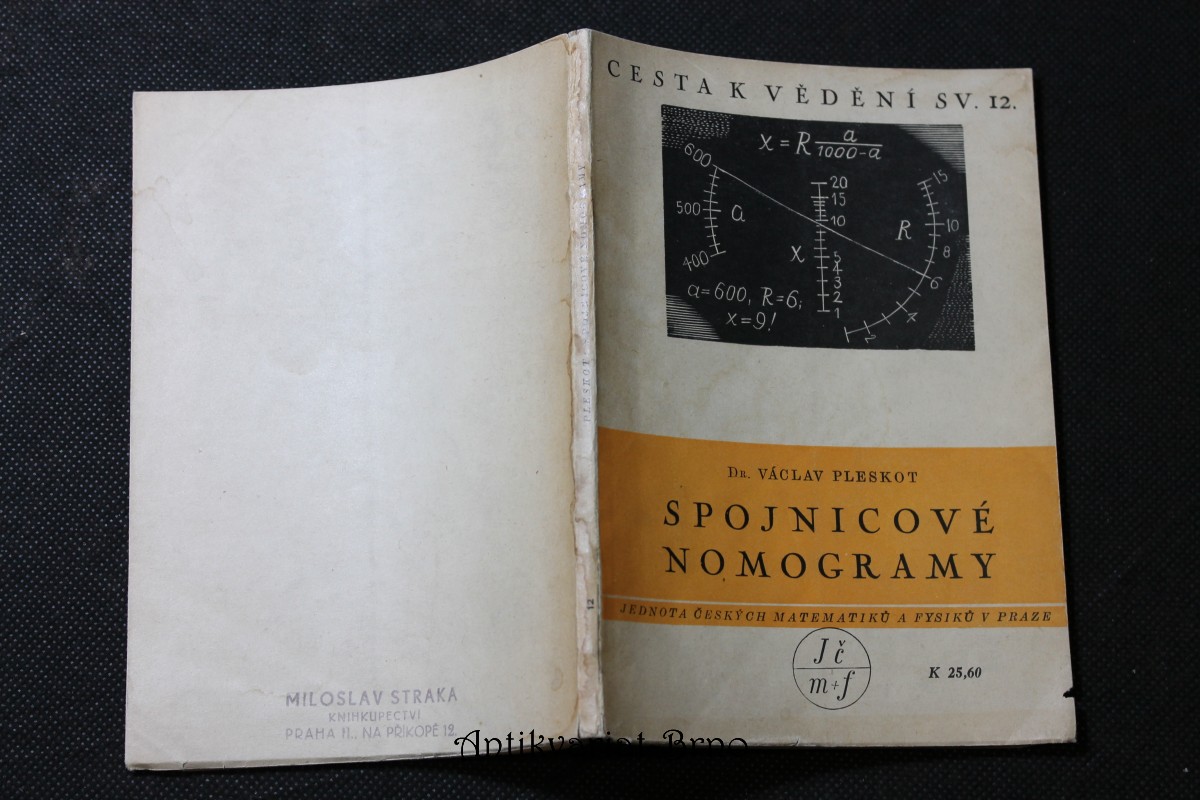 CESTA K VĚDĚNÍ SV. 12.
x = R a / 1000-a
600
500
400
a
20
15
10
5
4
3
2
1
x
15
10
8
6
4
2
R
a=600, R=6;
x=9!
DR. VÁCLAV PLESKOT
SPOJNICOVÉ
NOMOGRAMY
JEDNOTA ČESKÝCH MATEMATIKŮ A FYSIKŮ V PRAZE
J č
m+f
K 25,60
PLESKOT
12
MILOSLAV STRAKA
KNIHKUPECTVÍ
PRAHA II., NA PŘÍKOPĚ 12.
Antikvariat Brno